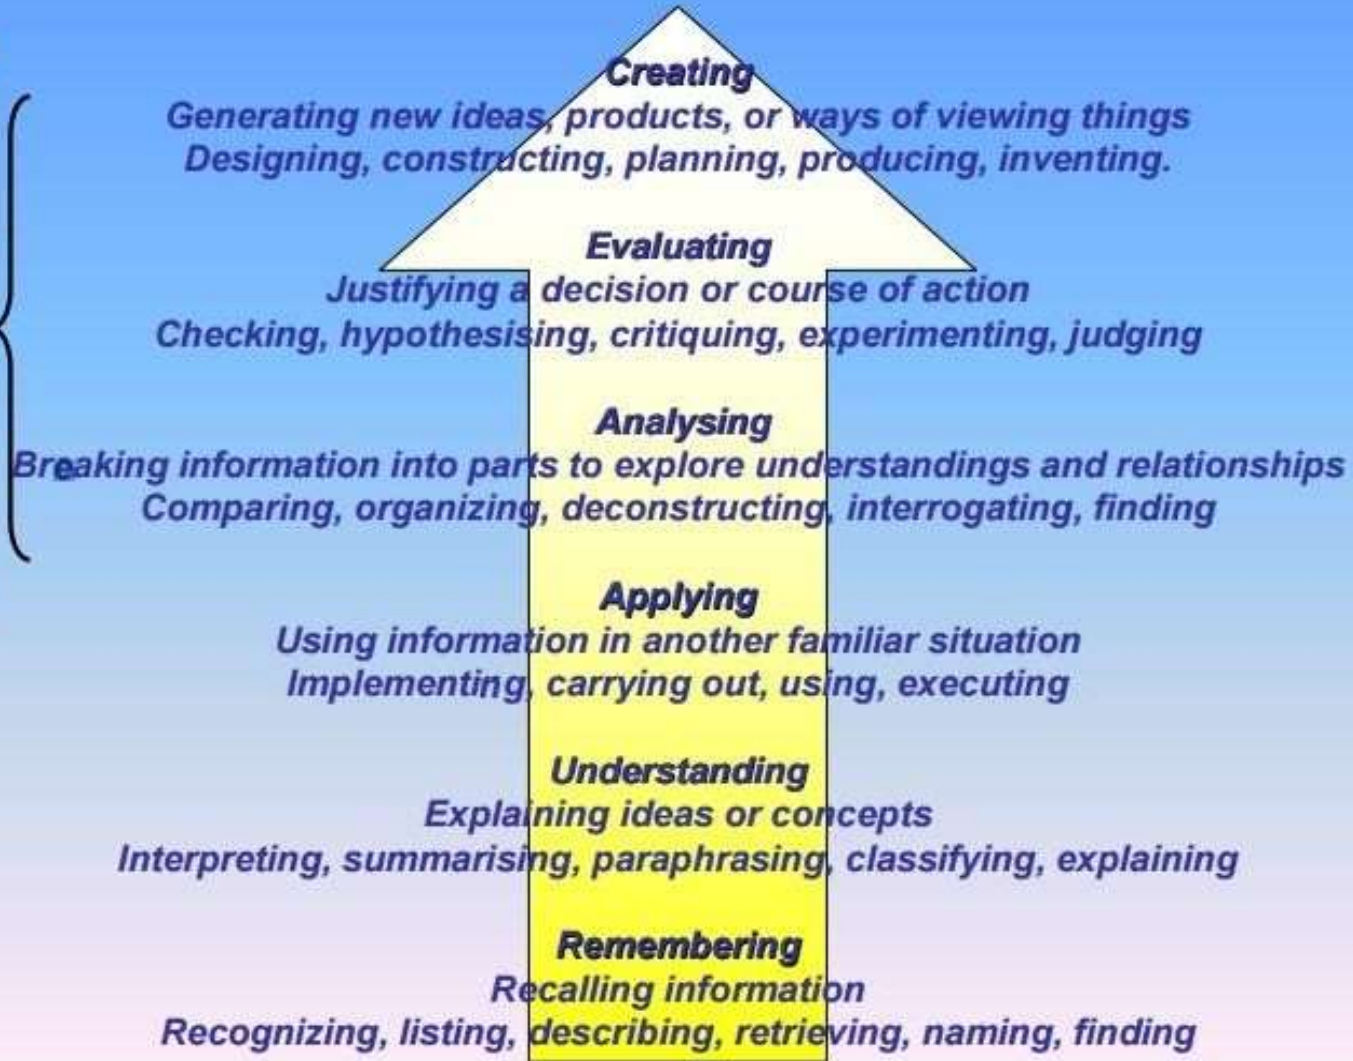 Creating
Generating new ideas, products, or ways of viewing things
Designing, constructing, planning, producing, inventing.
Evaluating
Justifying a decision or course of action
Checking, hypothesising, critiquing, experimenting, judging
Analysing
Breaking information into parts to explore understandings and relationships
Comparing, organizing, deconstructing, interrogating, finding
Applying
Using information in another familiar situation
Implementing, carrying out, using, executing
Understanding
Explaining ideas or concepts
Interpreting, summarising, paraphrasing, classifying, explaining
Remembering
Recalling information
Recognizing, listing, describing, retrieving, naming, finding